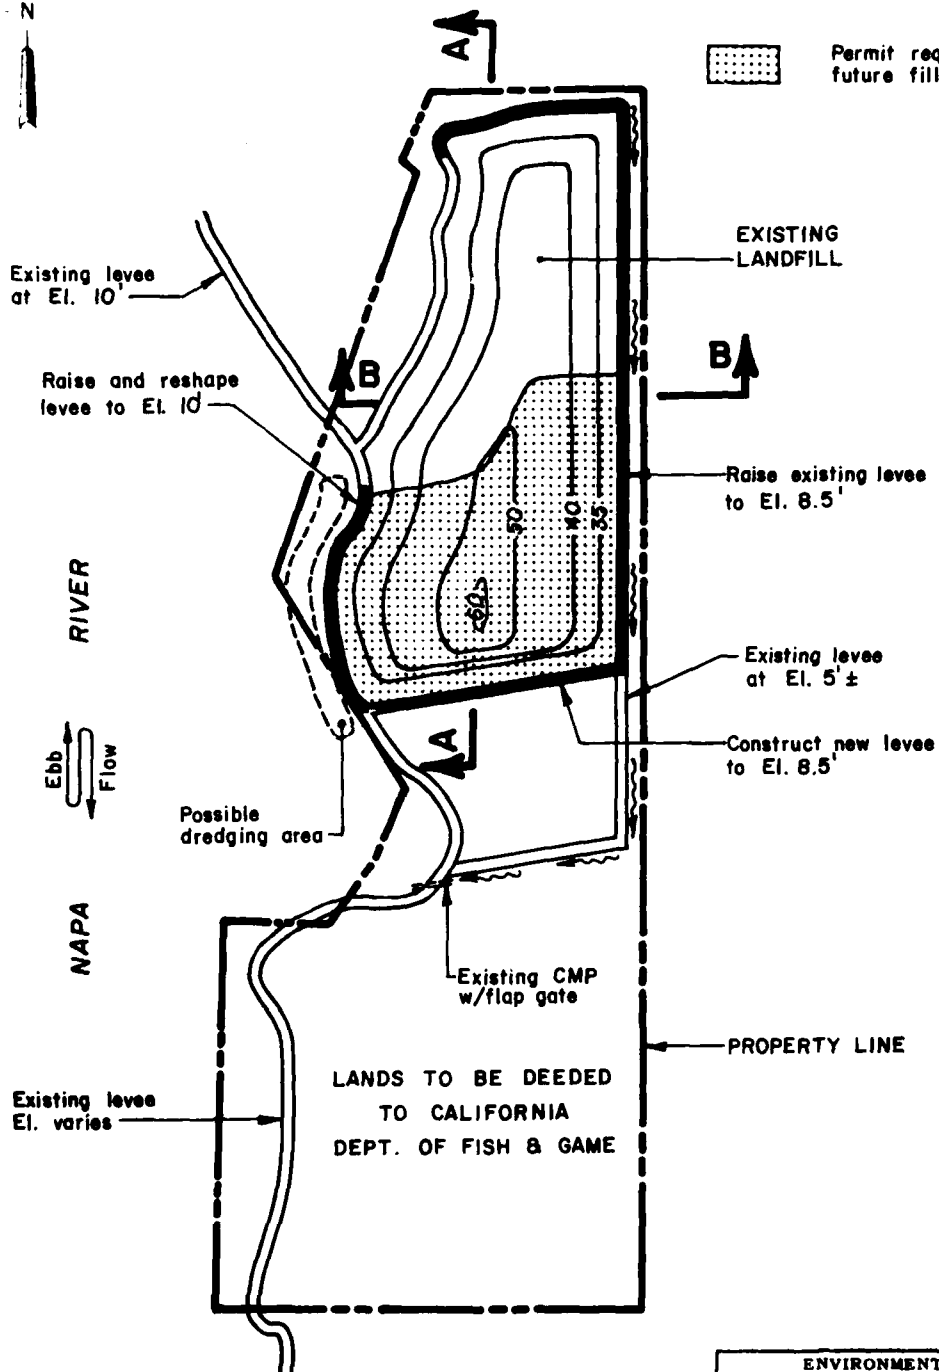 N
A
Permit req
future fill
EXISTING
LANDFILL
Existing levee
at El. 10'
B
B
Raise and reshape
levee to El. 10'
Raise existing levee
to El. 8.5'
50
40
35
60
RIVER
Existing levee
at El. 5' ±
Ebb
Flow
A
Construct new levee
to El. 8.5'
Possible
dredging area
NAPA
Existing CMP
w/flap gate
PROPERTY LINE
LANDS TO BE DEEDED
TO CALIFORNIA
DEPT. OF FISH & GAME
Existing levee
El. varies
ENVIRONMENT